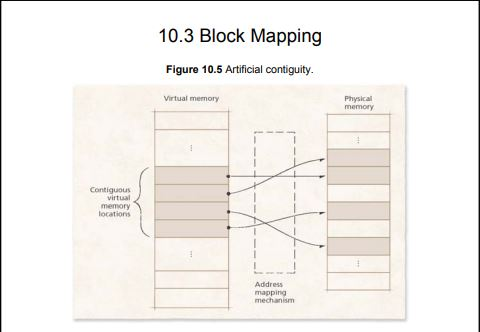 10.3 Block Mapping
Figure 10.5 Artificial contiguity.
Virtual memory
Physical
memory
Contiguous
virtual
memory
locations
Address
mapping
mechanism